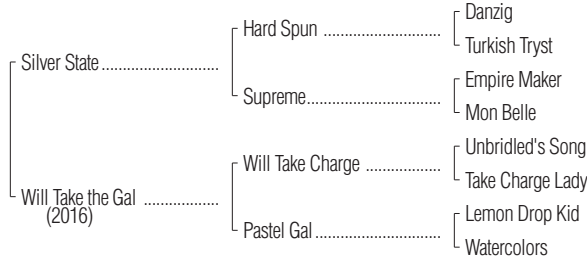 Danzig
Hard Spun
Turkish Tryst
Silver State
Empire Maker
Supreme
Mon Belle
Unbridled's Song
Will Take Charge
Take Charge Lady
Will Take the Gal
(2016)
Lemon Drop Kid
Pastel Gal
Watercolors